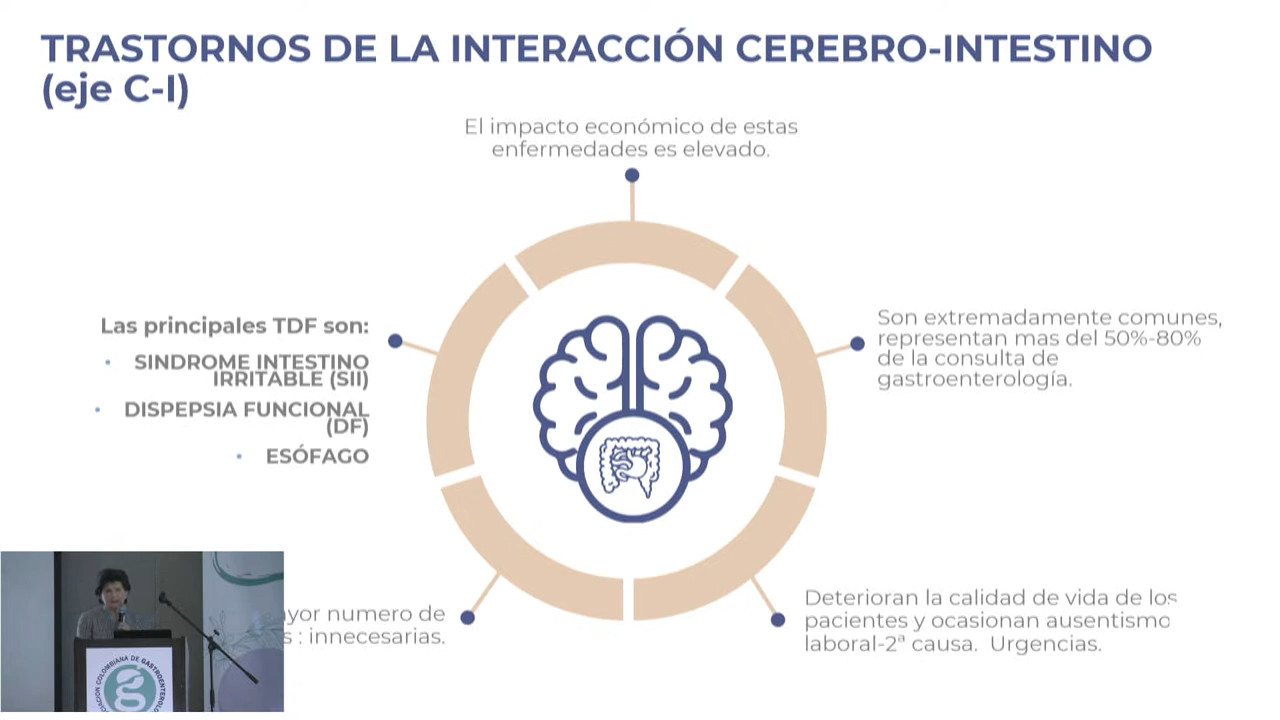 TRASTORNOS DE LA INTERACCIÓN CEREBRO-INTESTINO
(eje C-I)
El impacto económico de estas
enfermedades es elevado.
Las principales TDF son:
• SINDROME INTESTINO
IRRITABLE (SII)
• DISPEPSIA FUNCIONAL
(DF)
• ESÓFAGO
Son extremadamente comunes,
representan mas del 50%-80%
de la consulta de
gastroenterología.
numero de
: innecesarias.
Deterioran la calidad de vida de los
pacientes y ocasionan ausentismo
laboral-2ª causa. Urgencias.
COLOMBIANA DE
g